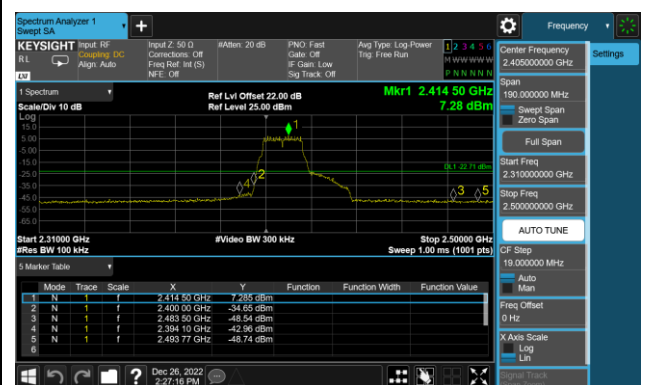 Spectrum Analyzer 1
Swept SA
Frequency
KEYSIGHT
RL
LXI
Input: RF
Coupling: DC
Align: Auto
Input Z: 50 Ω
Corrections: Off
Freq Ref: Int (S)
NFE: Off
#Atten: 20 dB
PNO: Fast
Gate: Off
IF Gain: Low
Sig Track: Off
Avg Type: Log-Power
Trig: Free Run
1 2 3 4 5 6
M W W W W W
P N N N N N
Center Frequency
2.405000000 GHz
Settings
Span
190.000000 MHz
Swept Span
Zero Span
Full Span
Start Freq
2.310000000 GHz
Stop Freq
2.500000000 GHz
AUTO TUNE
CF Step
19.000000 MHz
Auto
Man
Freq Offset
0 Hz
X Axis Scale
Log
Lin
Signal Track
1 Spectrum
Scale/Div 10 dB
Ref Lvl Offset 22.00 dB
Ref Level 25.00 dBm
Mkr1 2.414 50 GHz
7.28 dBm
Log
15.0
5.00
-5.00
-15.0
-25.0
-35.0
-45.0
-55.0
-65.0
1
DL1 -22.71 dBm
2
4
3
5
Start 2.31000 GHz
#Res BW 100 kHz
#Video BW 300 kHz
Stop 2.50000 GHz
Sweep 1.00 ms (1001 pts)
5 Marker Table
Mode Trace Scale X Y Function Function Width Function Value
1 N 1 f 2.414 50 GHz 7.285 dBm
2 N 1 f 2.400 00 GHz -34.65 dBm
3 N 1 f 2.483 50 GHz -48.54 dBm
4 N 1 f 2.394 10 GHz -42.96 dBm
5 N 1 f 2.493 77 GHz -48.74 dBm
6
?
Dec 26, 2022
2:27:16 PM